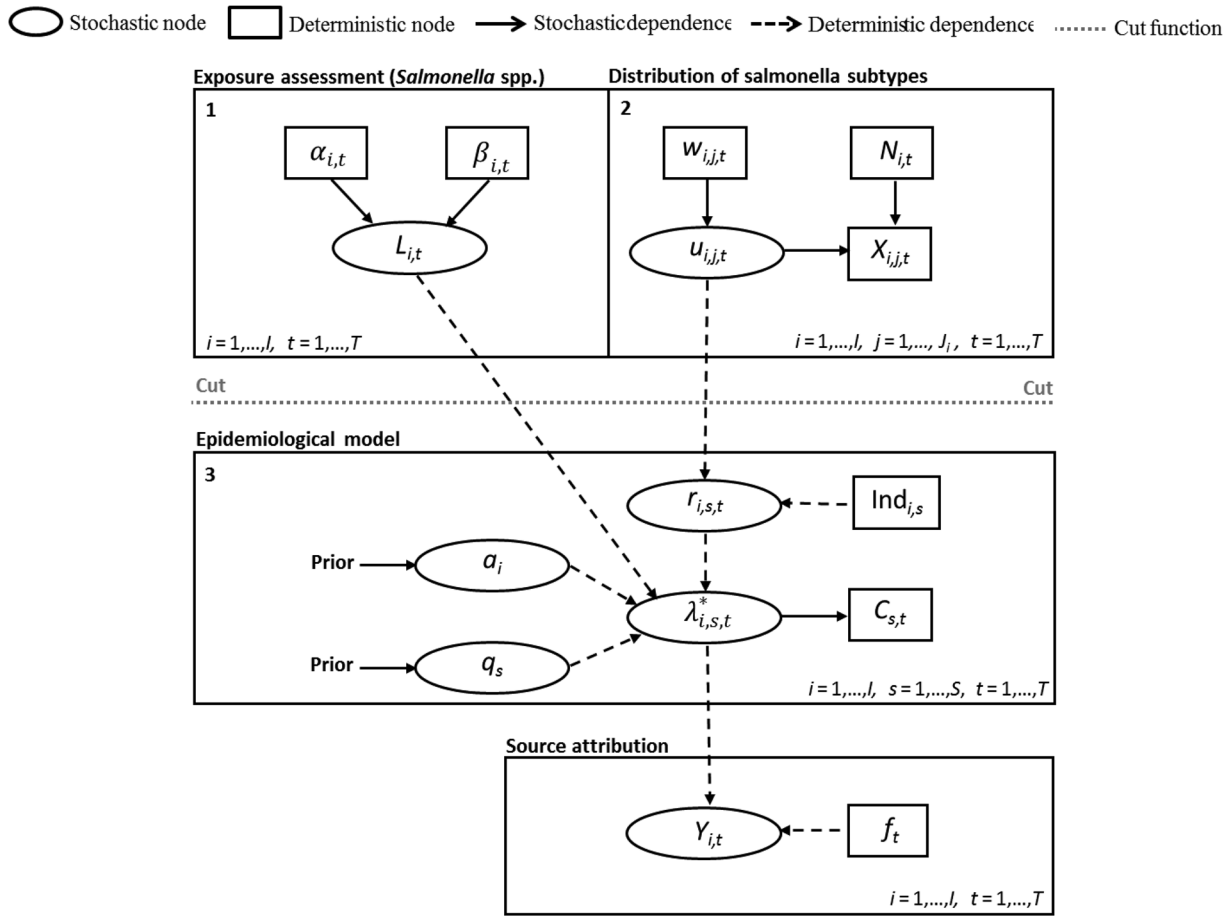 Stochastic node Deterministic node Stochastic dependence Deterministic dependence Cut function
Exposure assessment (Salmonella spp.) Distribution of salmonella subtypes
1 2
α_{i,t} β_{i,t} w_{i,j,t} N_{i,t}
L_{i,t} u_{i,j,t} X_{i,j,t}
i = 1,...,I, t = 1,...,T i = 1,...,I, j = 1,..., J_i , t = 1,...,T
Cut Cut
Epidemiological model
3
r_{i,s,t} Ind_{i,s}
Prior a_i
λ*_{i,s,t} C_{s,t}
Prior q_s
i = 1,...,I, s = 1,...,S, t = 1,...,T
Source attribution
Y_{i,t} f_t
i = 1,...,I, t = 1,...,T